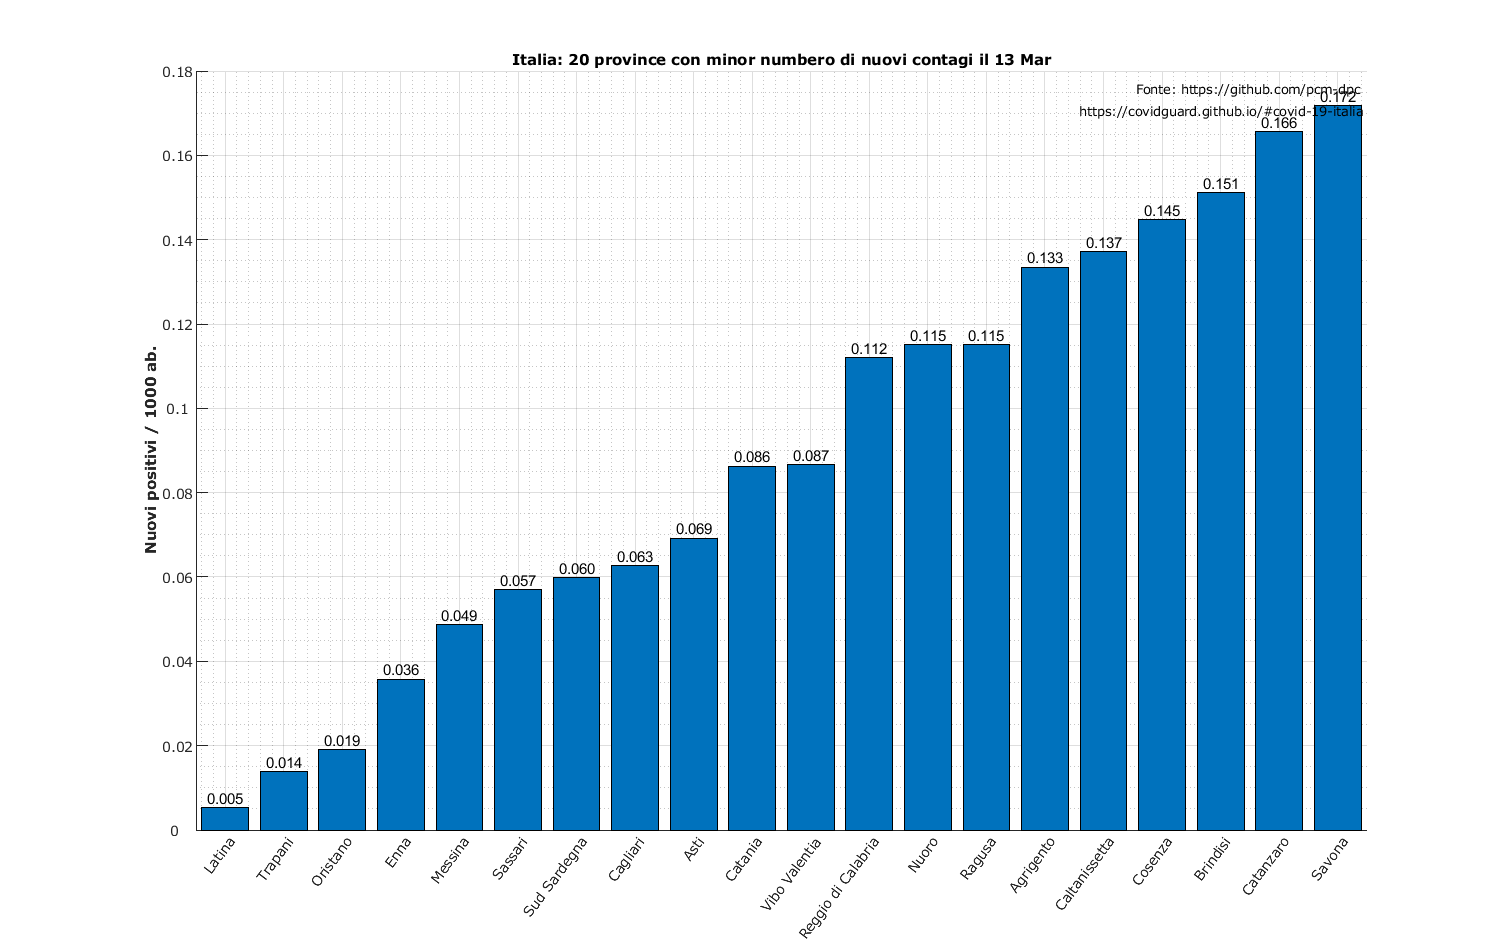 Italia: 20 province con minor numbero di nuovi contagi il 13 Mar
Fonte: https://github.com/pcm-dpc
https://covidguard.github.io/#covid-19-italia
Nuovi positivi / 1000 ab.
0.18
0.16
0.14
0.12
0.1
0.08
0.06
0.04
0.02
0
0.005
0.014
0.019
0.036
0.049
0.057
0.060
0.063
0.069
0.086
0.087
0.112
0.115
0.115
0.133
0.137
0.145
0.151
0.166
0.172
Latina
Trapani
Oristano
Enna
Messina
Sassari
Sud Sardegna
Cagliari
Asti
Catania
Vibo Valentia
Reggio di Calabria
Nuoro
Ragusa
Agrigento
Caltanissetta
Cosenza
Brindisi
Catanzaro
Savona